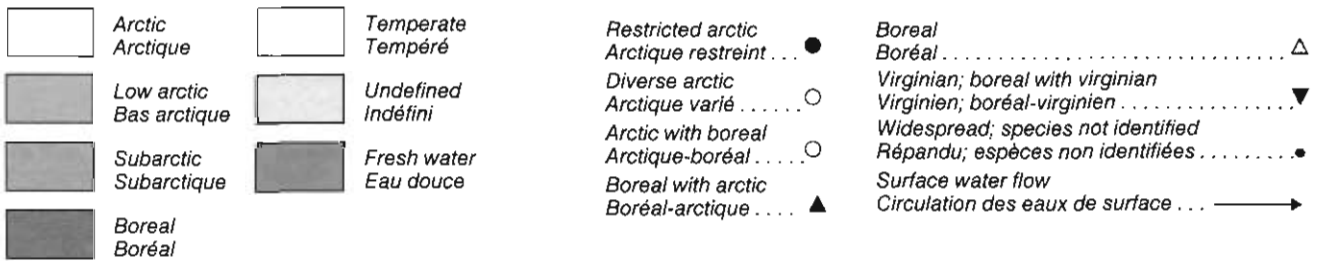 Arctic
Arctique
Low arctic
Bas arctique
Subarctic
Subarctique
Boreal
Boréal
Temperate
Tempéré
Undefined
Indéfini
Fresh water
Eau douce
Restricted arctic
Arctique restreint . . .
Diverse arctic
Arctique varié . . . . . .
Arctic with boreal
Arctique-boréal . . . . .
Boreal with arctic
Boréal-arctique . . . .
Boreal
Boréal . . . . . . . . . . . . . . . . . . . . . . . . . . . . . . .
Virginian; boreal with virginian
Virginien; boréal-virginien . . . . . . . . . . . . . . . .
Widespread; species not identified
Répandu; espèces non identifiées . . . . . . . . .
Surface water flow
Circulation des eaux de surface . . .